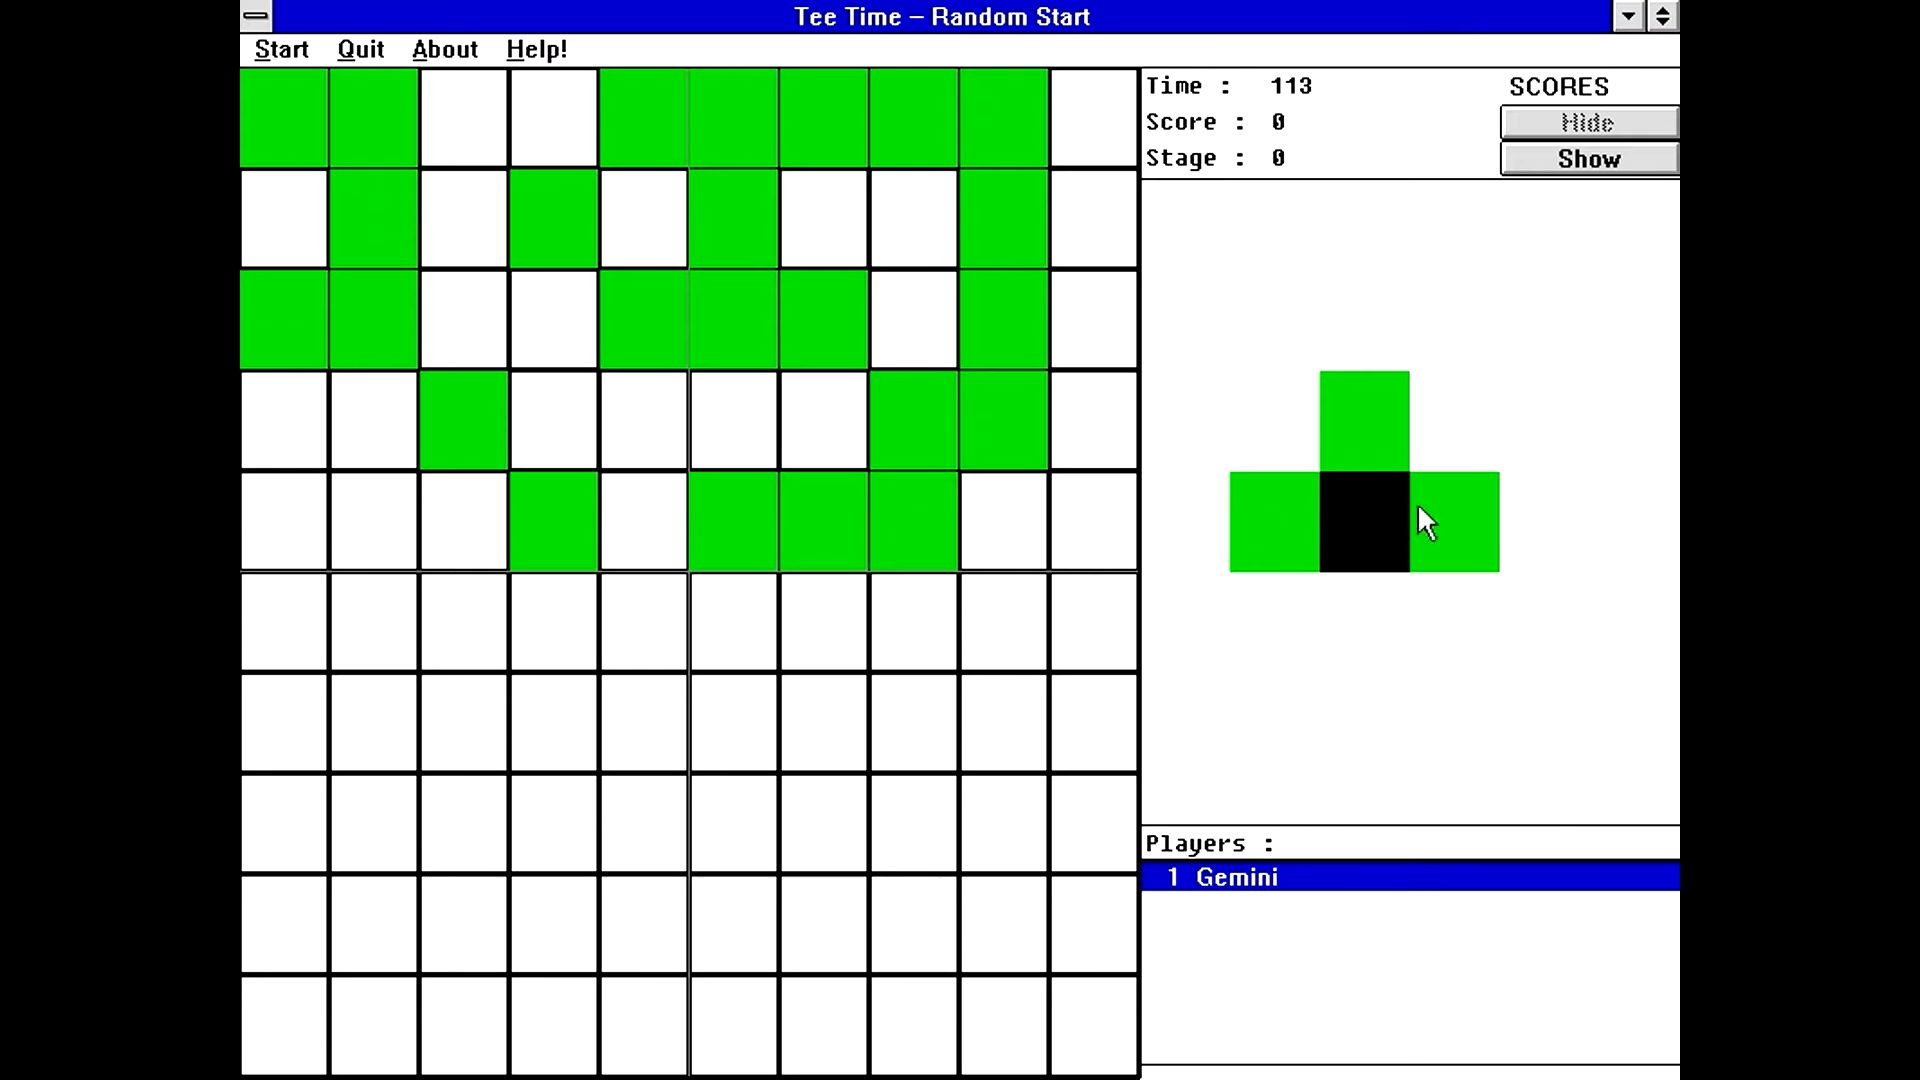 Tee Time – Random Start
Start Quit About Help!
Time : 113
Score : 0
Stage : 0
SCORES
Hide
Show
Players :
1 Gemini